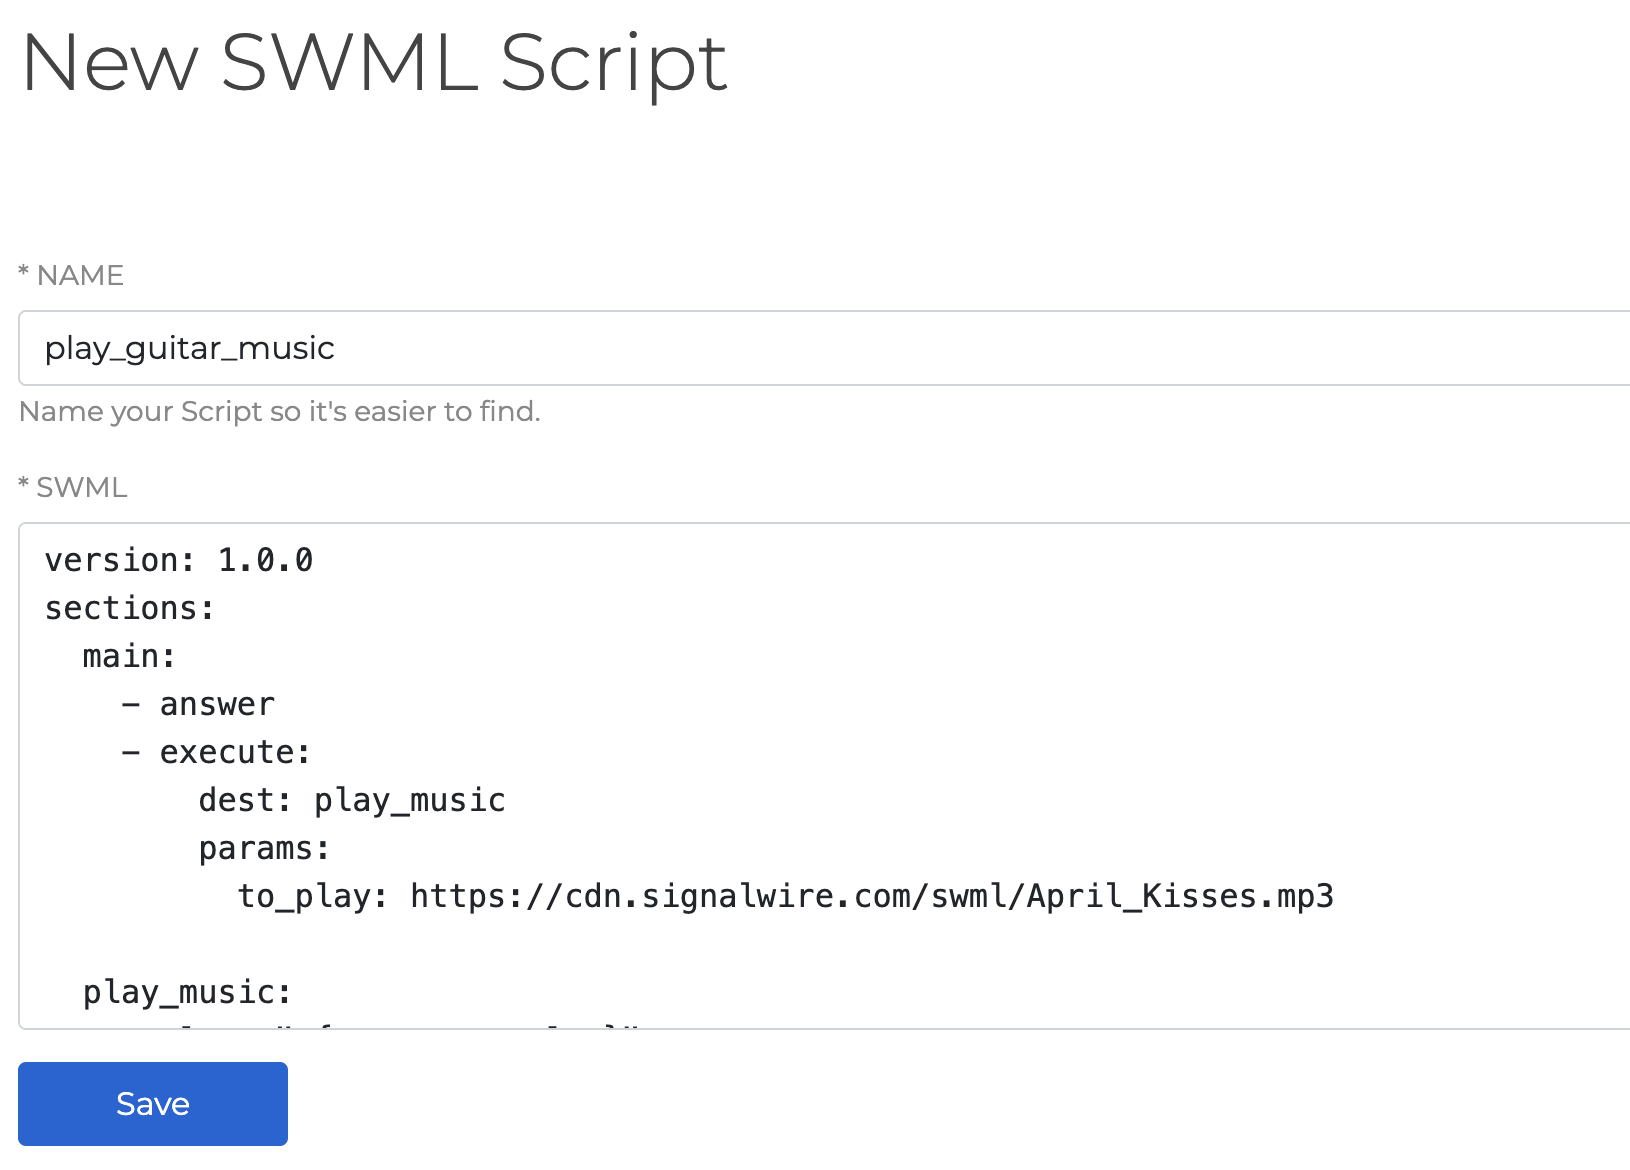 New SWML Script
* NAME
play_guitar_music
Name your Script so it's easier to find.
* SWML
version: 1.0.0
sections:
  main:
    - answer
    - execute:
        dest: play_music
        params:
          to_play: https://cdn.signalwire.com/swml/April_Kisses.mp3
  play_music:
Save